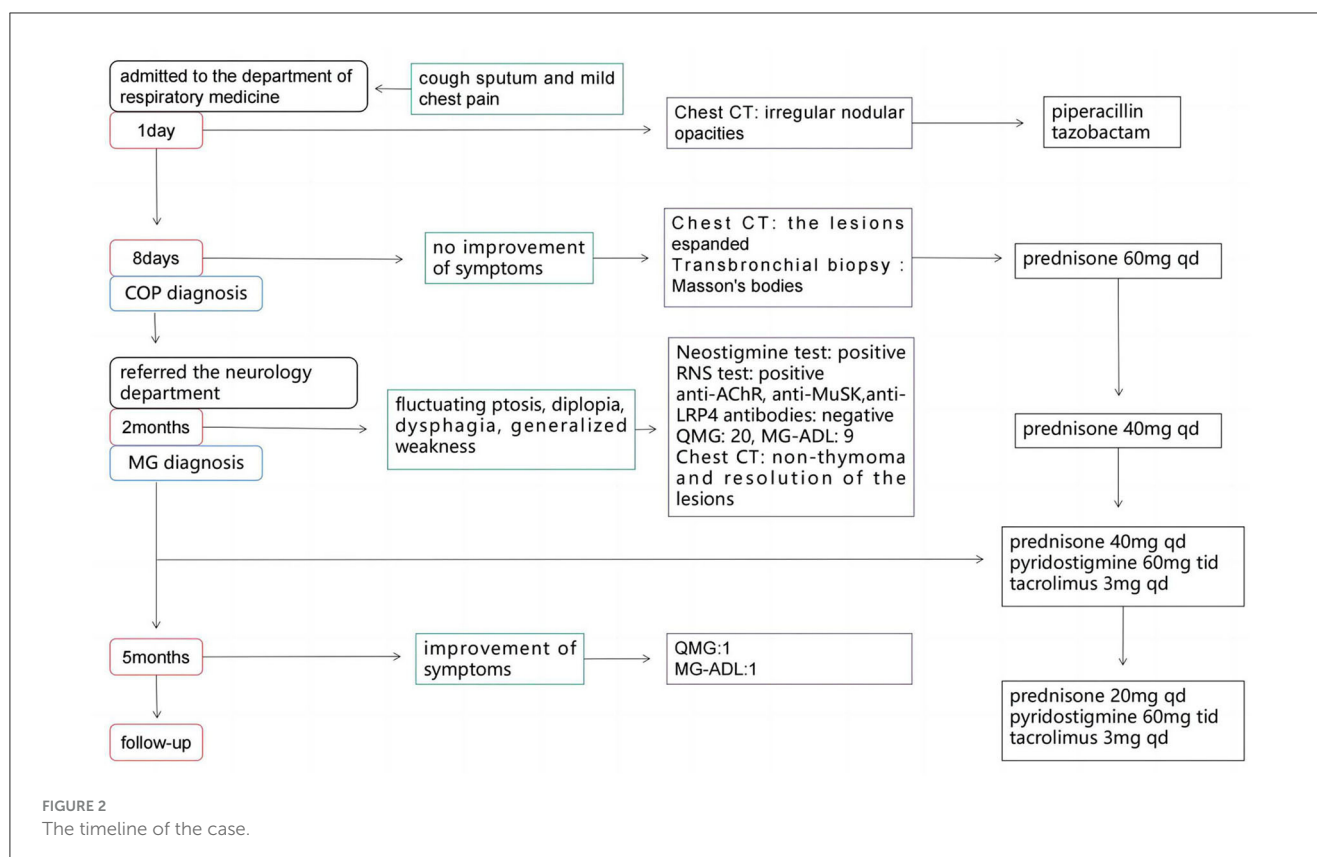 admitted to the department of
respiratory medicine
cough sputum and mild
chest pain
1day
Chest CT: irregular nodular
opacities
piperacillin
tazobactam
8days
COP diagnosis
no improvement
of symptoms
Chest CT: the lesions
espanded
Transbronchial biopsy :
Masson's bodies
prednisone 60mg qd
referred the neurology
department
2months
MG diagnosis
fluctuating ptosis, diplopia,
dysphagia, generalized
weakness
Neostigmine test: positive
RNS test: positive
anti-AChR, anti-MuSK,anti-
LRP4 antibodies: negative
QMG: 20, MG-ADL: 9
Chest CT: non-thymoma
and resolution of the
lesions
prednisone 40mg qd
prednisone 40mg qd
pyridostigmine 60mg tid
tacrolimus 3mg qd
5months
improvement of
symptoms
QMG:1
MG-ADL:1
prednisone 20mg qd
pyridostigmine 60mg tid
tacrolimus 3mg qd
follow-up
FIGURE 2
The timeline of the case.